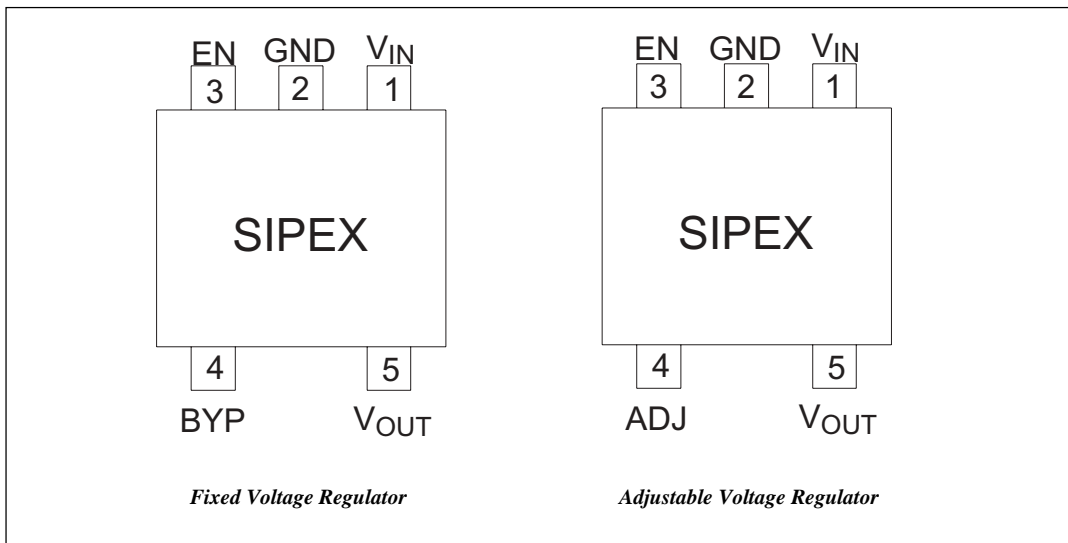 EN GND VIN
3 2 1
SIPEX
4 5
BYP VOUT
Fixed Voltage Regulator
EN GND VIN
3 2 1
SIPEX
4 5
ADJ VOUT
Adjustable Voltage Regulator